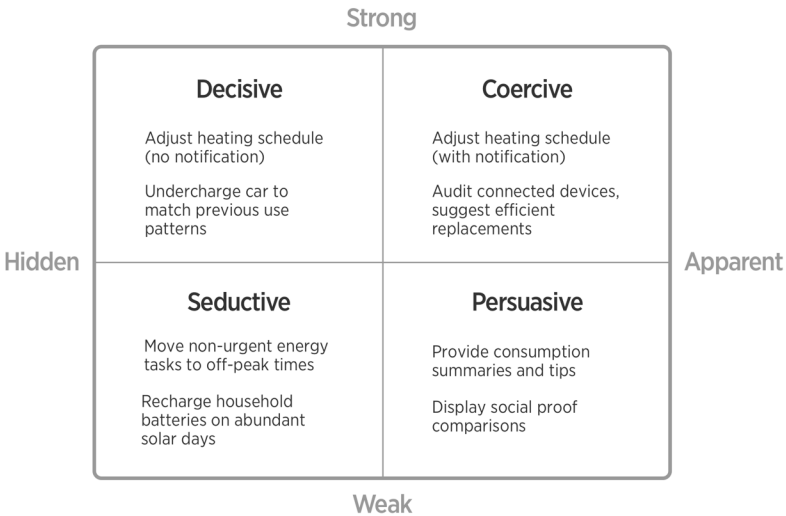 Strong
Decisive
Adjust heating schedule
(no notification)
Undercharge car to
match previous use
patterns
Coercive
Adjust heating schedule
(with notification)
Audit connected devices,
suggest efficient
replacements
Hidden
Apparent
Seductive
Move non-urgent energy
tasks to off-peak times
Recharge household
batteries on abundant
solar days
Persuasive
Provide consumption
summaries and tips
Display social proof
comparisons
Weak